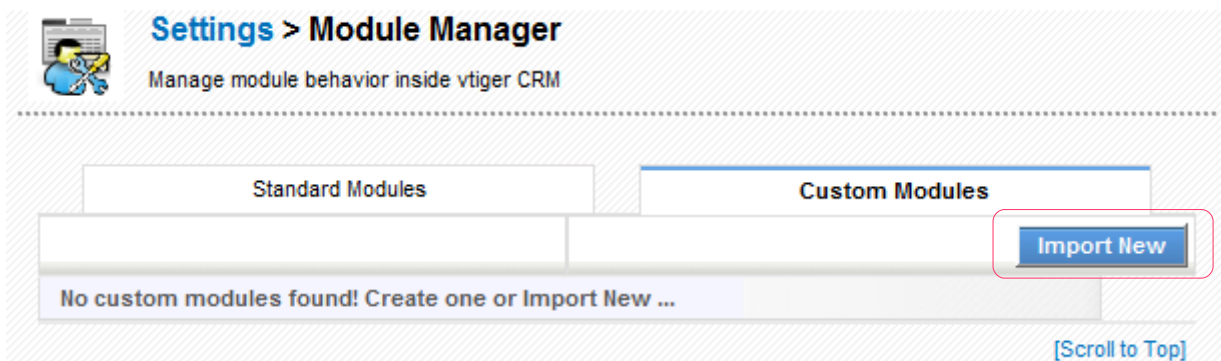 Settings > Module Manager
Manage module behavior inside vtiger CRM
Standard Modules
Custom Modules
Import New
No custom modules found! Create one or Import New ...
[Scroll to Top]